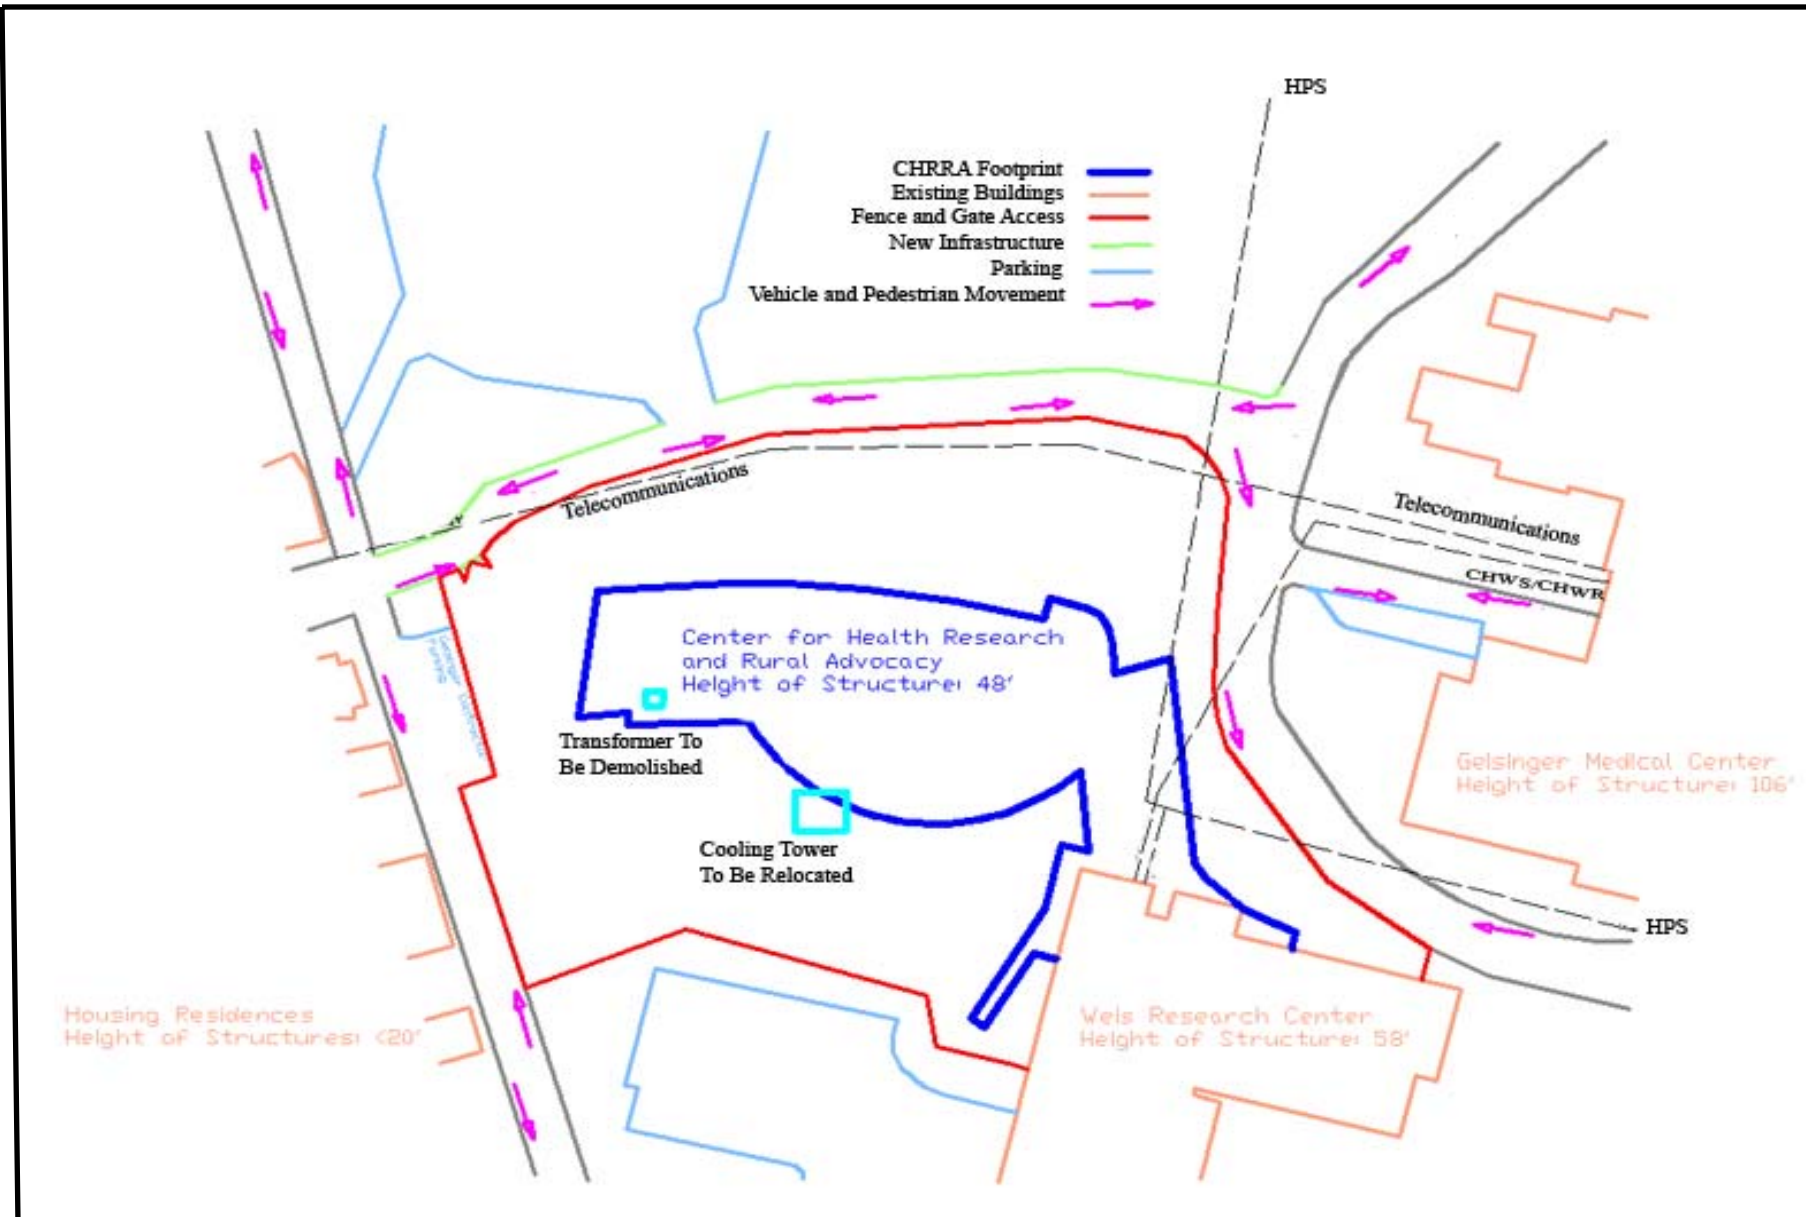 HPS
CHRRA Footprint
Existing Buildings
Fence and Gate Access
New Infrastructure
Parking
Vehicle and Pedestrian Movement
Telecommunications
Telecommunications
CHWS/CHWR
Center for Health Research
and Rural Advocacy
Height of Structure: 48'
Transformer To
Be Demolished
Cooling Tower
To Be Relocated
Geisinger Medical Center
Height of Structure: 106'
HPS
Housing Residences
Height of Structures: <20'
Weis Research Center
Height of Structure: 58'
Parking